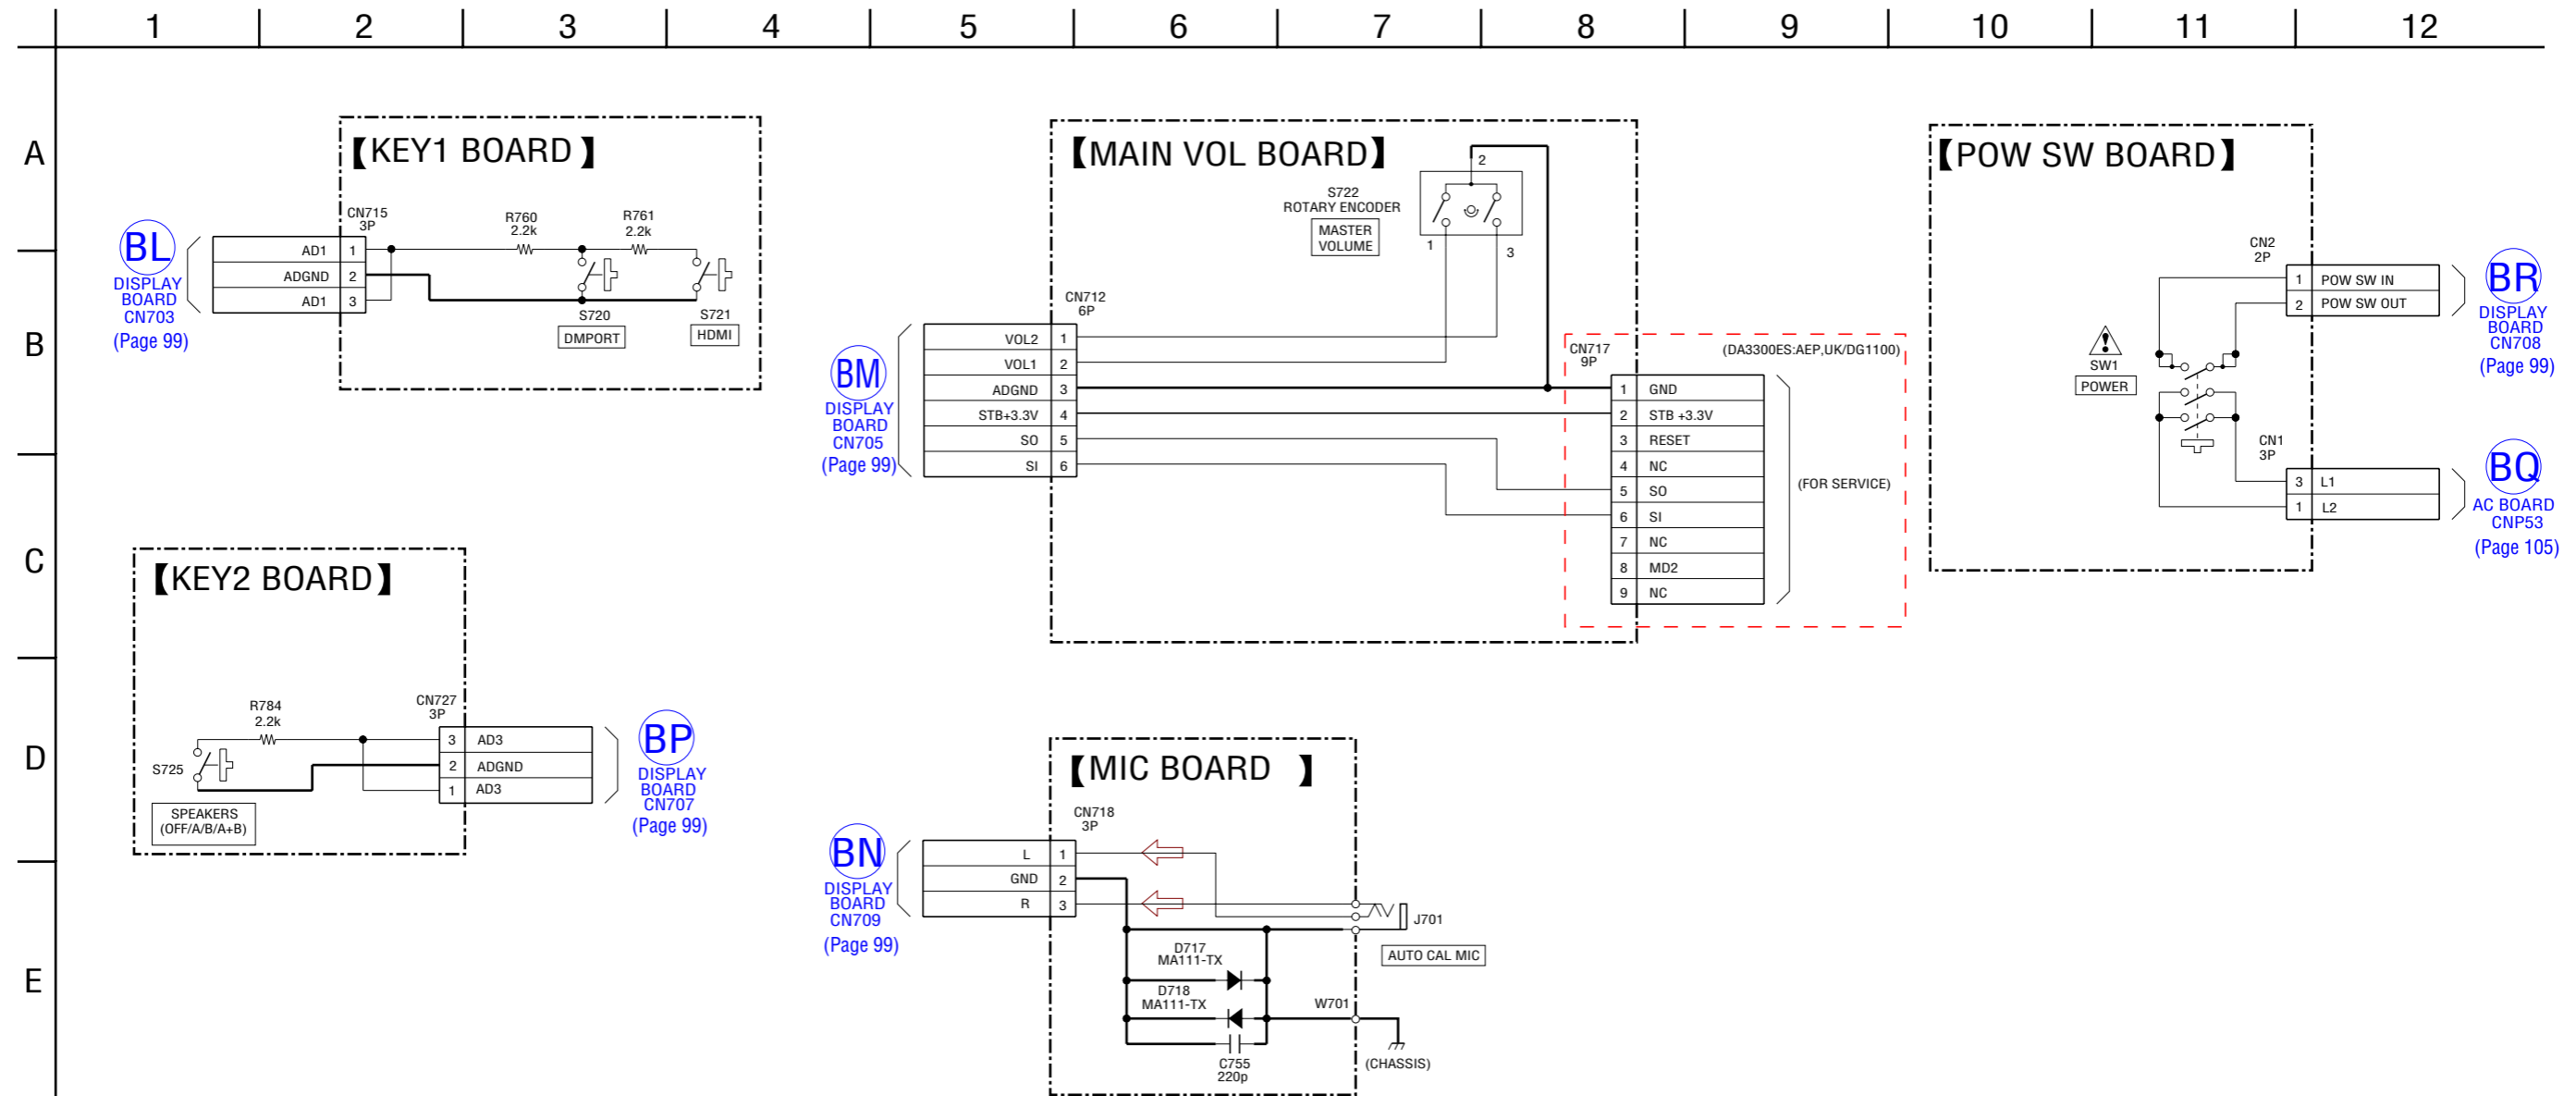 1 2 3 4 5 6 7 8 9 10 11 12
A
B
C
D
E
【KEY1 BOARD】
CN715
3P
R760
2.2k
R761
2.2k
AD1 1
ADGND 2
AD1 3
BL
DISPLAY
BOARD
CN703
(Page 99)
S720
DMPORT
S721
HDMI
【MAIN VOL BOARD】
S722
ROTARY ENCODER
MASTER
VOLUME
2
1
3
CN712
6P
VOL2 1
VOL1 2
ADGND 3
STB+3.3V 4
SO 5
SI 6
BM
DISPLAY
BOARD
CN705
(Page 99)
CN717
9P
(DA3300ES:AEP,UK/DG1100)
1 GND
2 STB +3.3V
3 RESET
4 NC
5 SO
6 SI
7 NC
8 MD2
9 NC
(FOR SERVICE)
【POW SW BOARD】
CN2
2P
1 POW SW IN
2 POW SW OUT
BR
DISPLAY
BOARD
CN708
(Page 99)
!
SW1
POWER
CN1
3P
3 L1
1 L2
BQ
AC BOARD
CNP53
(Page 105)
【KEY2 BOARD】
R784
2.2k
CN727
3P
3 AD3
2 ADGND
1 AD3
S725
SPEAKERS
(OFF/A/B/A+B)
BP
DISPLAY
BOARD
CN707
(Page 99)
【MIC BOARD 】
CN718
3P
L 1
GND 2
R 3
BN
DISPLAY
BOARD
CN709
(Page 99)
J701
AUTO CAL MIC
D717
MA111-TX
D718
MA111-TX
W701
C755
220p
(CHASSIS)